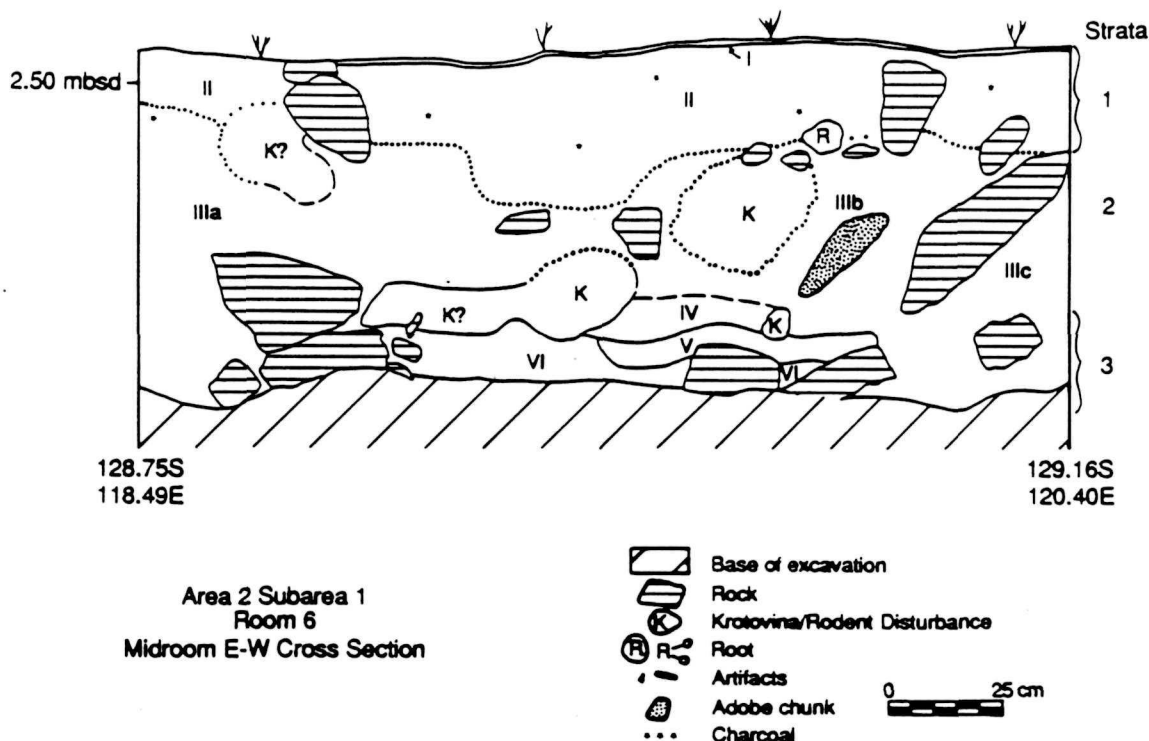 Strata
I
2.50 mbsd
II
II
1
R
K?
IIIa
K
IIIb
2
IIIc
K
K?
IV
K
V
VI
VI
3
128.75S
118.49E
129.16S
120.40E
Area 2 Subarea 1
Room 6
Midroom E-W Cross Section
Base of excavation
Rock
K Krotovina/Rodent Disturbance
R R Root
Artifacts
Adobe chunk
Charcoal
0 25 cm